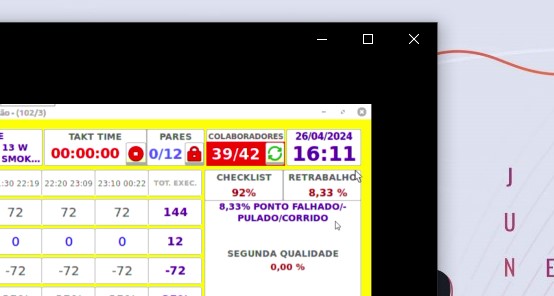 ão - (102/3)
E TAKT TIME PARES COLABORADORES 26/04/2024
13 W
SMOK... 00:00:00 0/12 39/42 16:11
:30 22:19 22:20 23:09 23:10 00:22 TOT. EXEC.
72 72 72 144
0 0 0 12
-72 -72 -72 -72
CHECKLIST RETRABALHO
92% 8,33 %
8,33% PONTO FALHADO/-
PULADO/CORRIDO
SEGUNDA QUALIDADE
0,00 %
J
U
N E